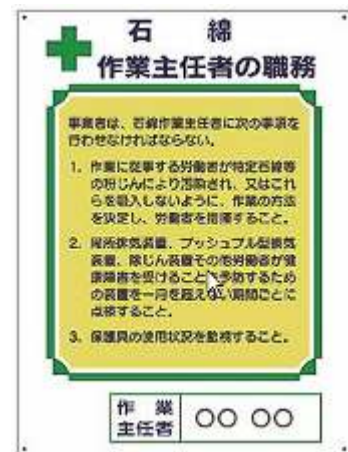 石　綿
作業主任者の職務
事業者は、石綿作業主任者に次の事項を
行わせなければならない。
1. 作業に従事する労働者が特定石綿等
の粉じんにより汚染され、又はこれ
らを吸入しないように、作業の方法
を決定し、労働者を指揮すること。
2. 局所排気装置、プッシュプル型換気
装置、除じん装置その他労働者が健
康障害を受けることを予防するため
の装置を一月を超えない期間ごとに
点検すること。
3. 保護具の使用状況を監視すること。
作　業
主任者
○○ ○○